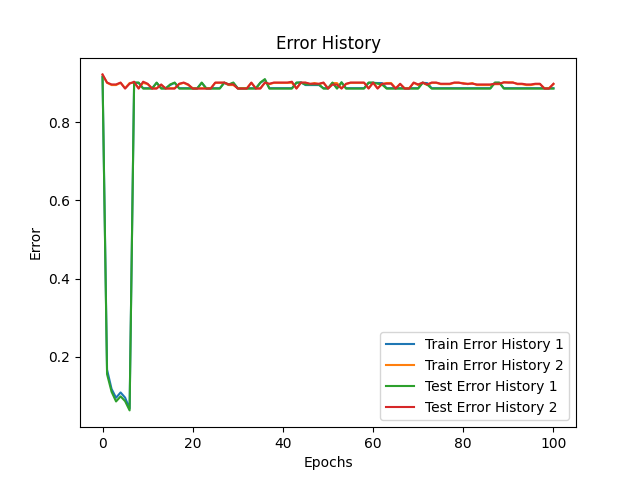 Error History
Error
0.8
0.6
0.4
0.2
Train Error History 1
Train Error History 2
Test Error History 1
Test Error History 2
0 20 40 60 80 100
Epochs